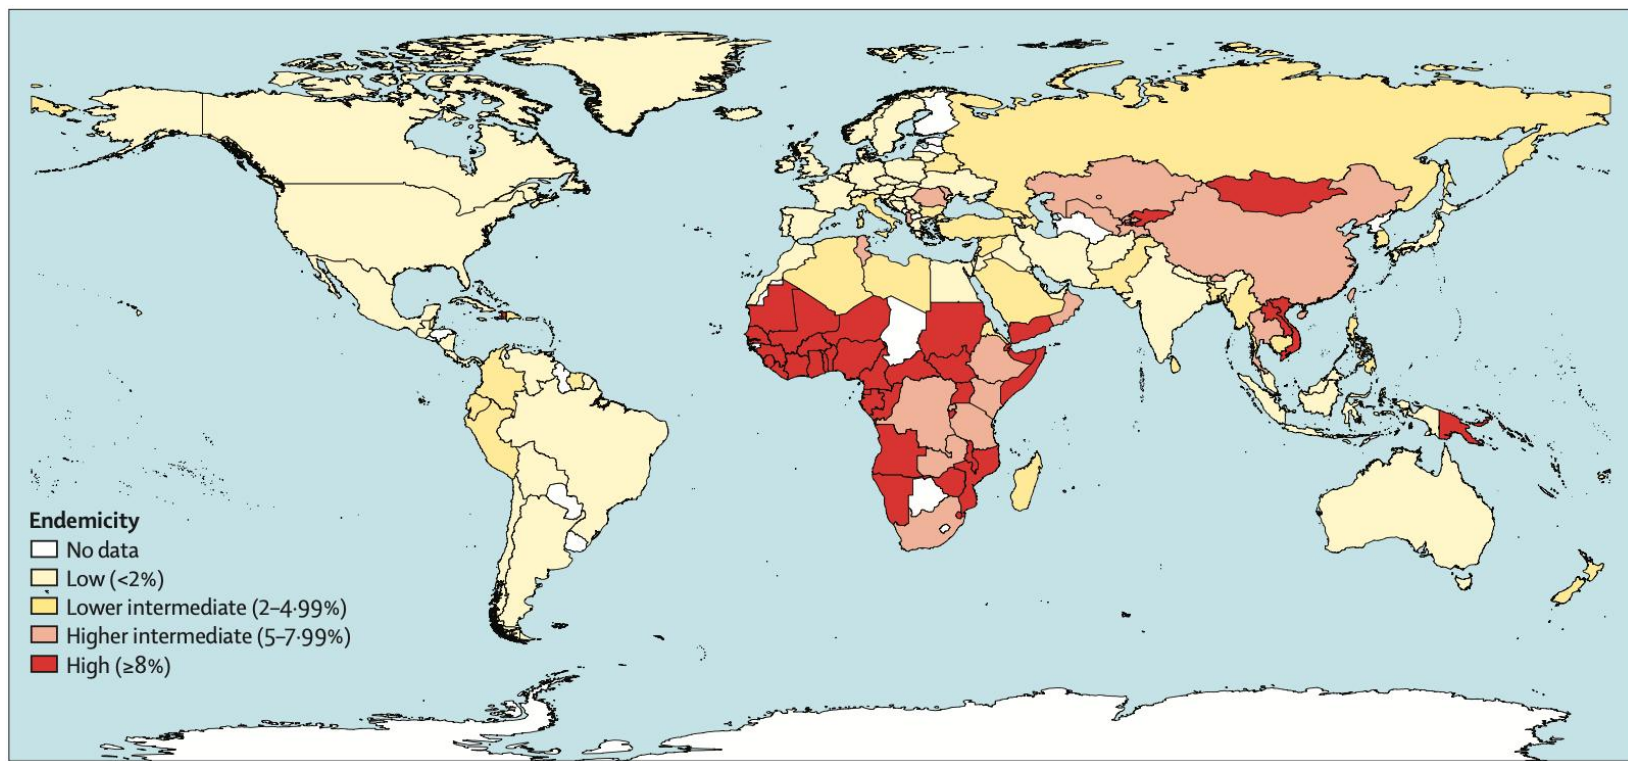 Endemicity
No data
Low (<2%)
Lower intermediate (2–4·99%)
Higher intermediate (5–7·99%)
High (≥8%)